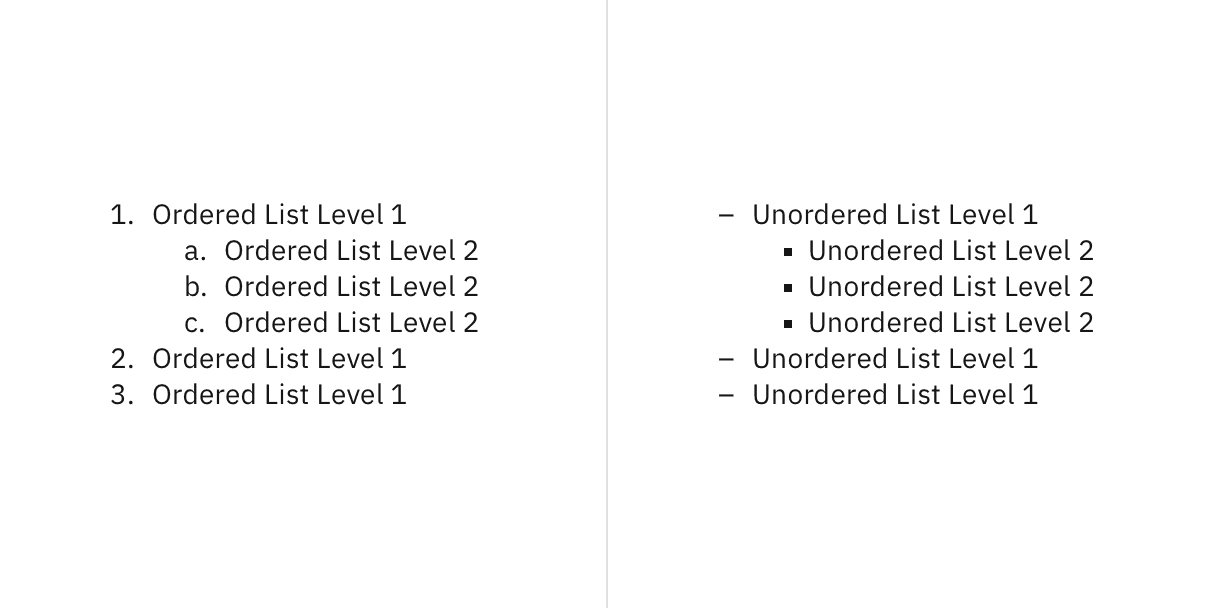 1. Ordered List Level 1
a. Ordered List Level 2
b. Ordered List Level 2
c. Ordered List Level 2
2. Ordered List Level 1
3. Ordered List Level 1
– Unordered List Level 1
▪ Unordered List Level 2
▪ Unordered List Level 2
▪ Unordered List Level 2
– Unordered List Level 1
– Unordered List Level 1